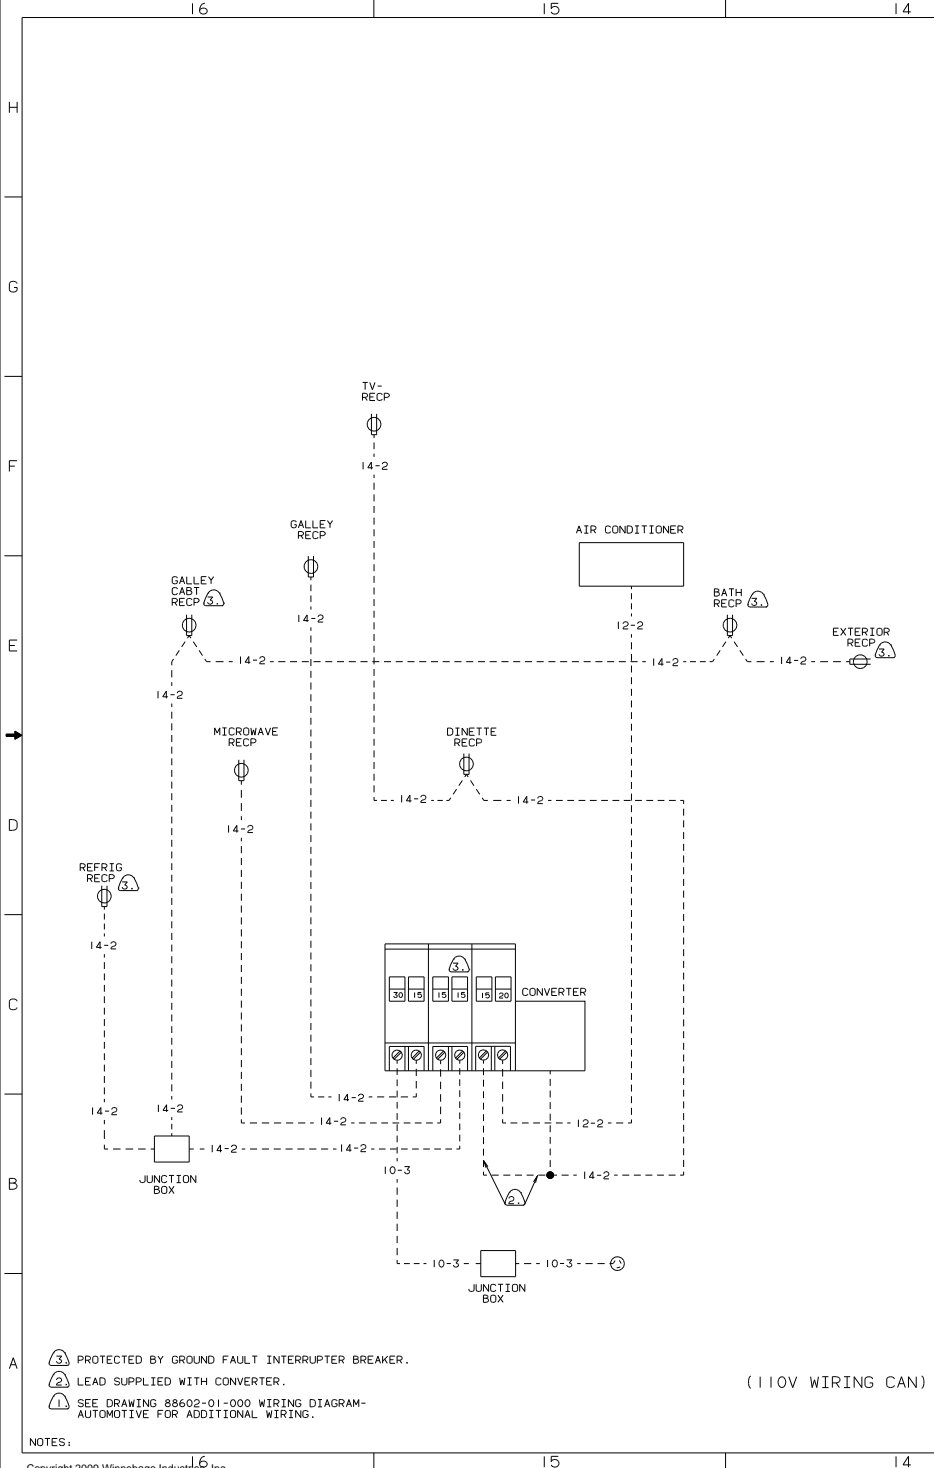 16 15 14
H
G
TV-
RECP
F
14-2
GALLEY
RECP
AIR CONDITIONER
GALLEY
CABT
RECP 3.
BATH
RECP 3.
14-2
12-2
EXTERIOR
RECP 3.
E
14-2 14-2 14-2
14-2
MICROWAVE
RECP
DINETTE
RECP
14-2 14-2
D
14-2
REFRIG
RECP 3.
14-2
3.
30 15 15 15 15 20
CONVERTER
C
14-2
14-2 14-2
14-2 12-2
14-2 14-2
10-3
14-2
B
JUNCTION
BOX
2.
10-3 10-3
JUNCTION
BOX
A
3. PROTECTED BY GROUND FAULT INTERRUPTER BREAKER.
2. LEAD SUPPLIED WITH CONVERTER.
(110V WIRING CAN)
1. SEE DRAWING 88602-01-000 WIRING DIAGRAM-
AUTOMOTIVE FOR ADDITIONAL WIRING.
NOTES:
16 15 14